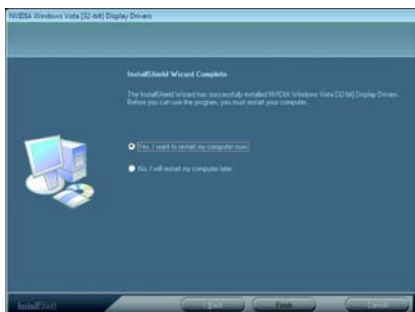 NVIDIA Windows Vista (32-bit) Display Drivers
InstallShield Wizard Complete
The InstallShield Wizard has successfully installed NVIDIA Windows Vista (32-bit) Display Drivers.
Before you can use the program, you must restart your computer.
Yes, I want to restart my computer now.
No, I will restart my computer later.
InstallShield
< Back
Finish
Cancel